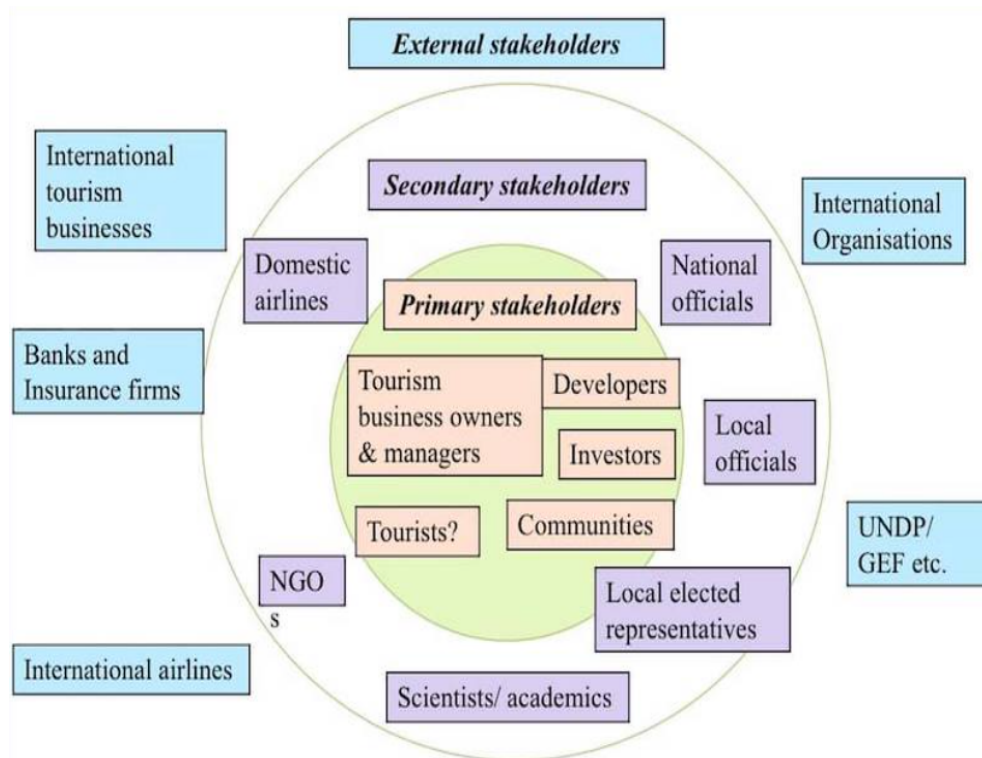 External stakeholders
International
tourism
businesses
Secondary stakeholders
International
Organisations
Domestic
airlines
National
officials
Primary stakeholders
Banks and
Insurance firms
Tourism
business owners
& managers
Developers
Investors
Local
officials
Tourists?
Communities
UNDP/
GEF etc.
NGO
s
Local elected
representatives
International airlines
Scientists/ academics